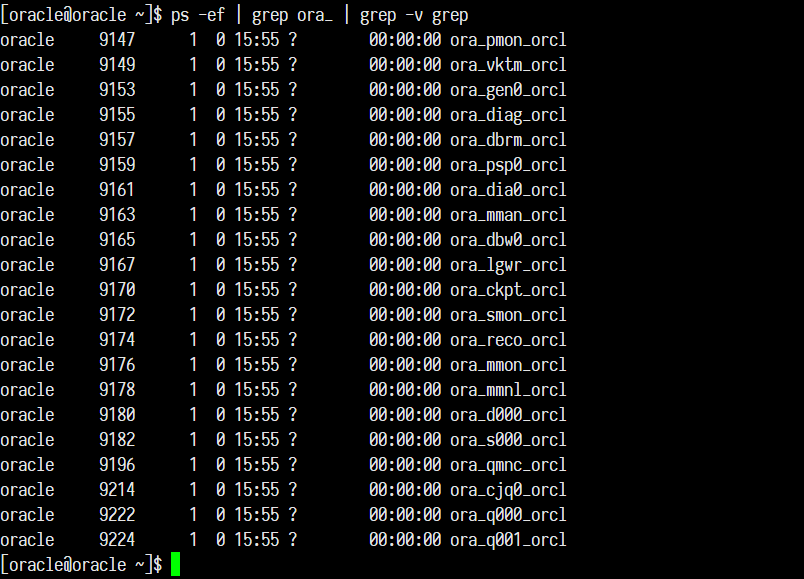 [oracle@oracle ~]$ ps -ef | grep ora_ | grep -v grep
oracle     9147      1  0 15:55 ?        00:00:00 ora_pmon_orcl
oracle     9149      1  0 15:55 ?        00:00:00 ora_vktm_orcl
oracle     9153      1  0 15:55 ?        00:00:00 ora_gen0_orcl
oracle     9155      1  0 15:55 ?        00:00:00 ora_diag_orcl
oracle     9157      1  0 15:55 ?        00:00:00 ora_dbrm_orcl
oracle     9159      1  0 15:55 ?        00:00:00 ora_psp0_orcl
oracle     9161      1  0 15:55 ?        00:00:00 ora_dia0_orcl
oracle     9163      1  0 15:55 ?        00:00:00 ora_mman_orcl
oracle     9165      1  0 15:55 ?        00:00:00 ora_dbw0_orcl
oracle     9167      1  0 15:55 ?        00:00:00 ora_lgwr_orcl
oracle     9170      1  0 15:55 ?        00:00:00 ora_ckpt_orcl
oracle     9172      1  0 15:55 ?        00:00:00 ora_smon_orcl
oracle     9174      1  0 15:55 ?        00:00:00 ora_reco_orcl
oracle     9176      1  0 15:55 ?        00:00:00 ora_mmon_orcl
oracle     9178      1  0 15:55 ?        00:00:00 ora_mmnl_orcl
oracle     9180      1  0 15:55 ?        00:00:00 ora_d000_orcl
oracle     9182      1  0 15:55 ?        00:00:00 ora_s000_orcl
oracle     9196      1  0 15:55 ?        00:00:00 ora_qmnc_orcl
oracle     9214      1  0 15:55 ?        00:00:00 ora_cjq0_orcl
oracle     9222      1  0 15:55 ?        00:00:00 ora_q000_orcl
oracle     9224      1  0 15:55 ?        00:00:00 ora_q001_orcl
[oracle@oracle ~]$